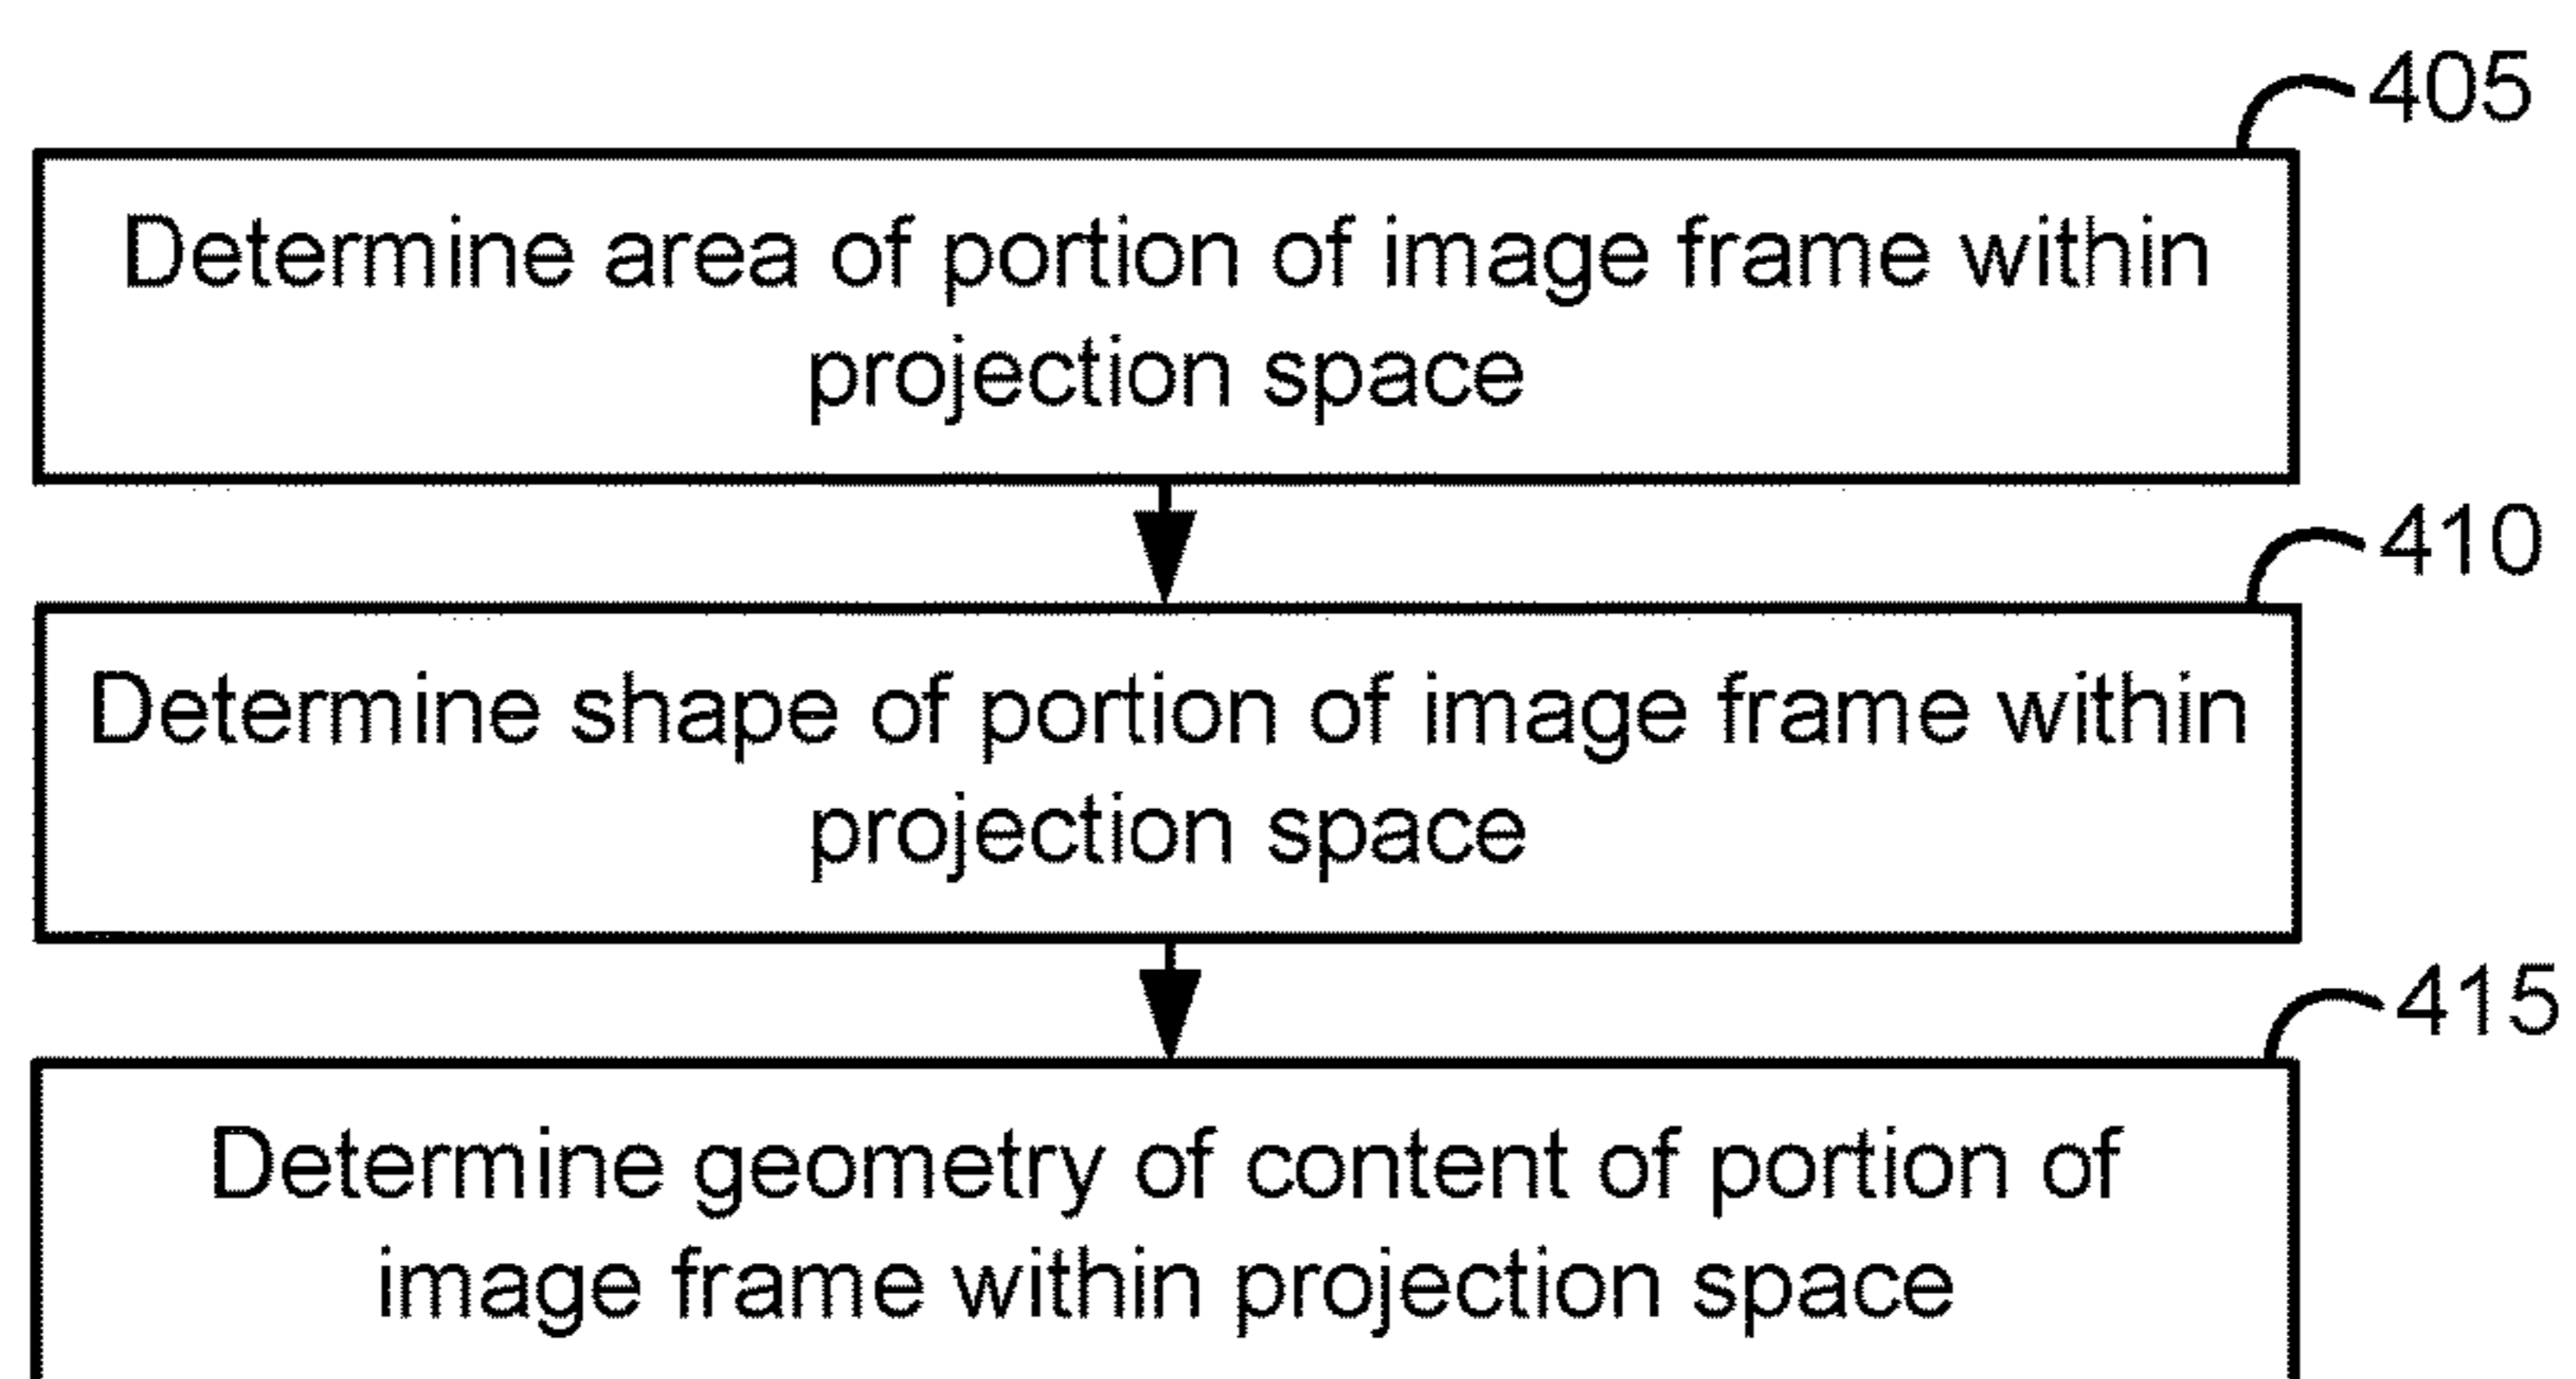 405
Determine area of portion of image frame within
projection space
410
Determine shape of portion of image frame within
projection space
415
Determine geometry of content of portion of
image frame within projection space